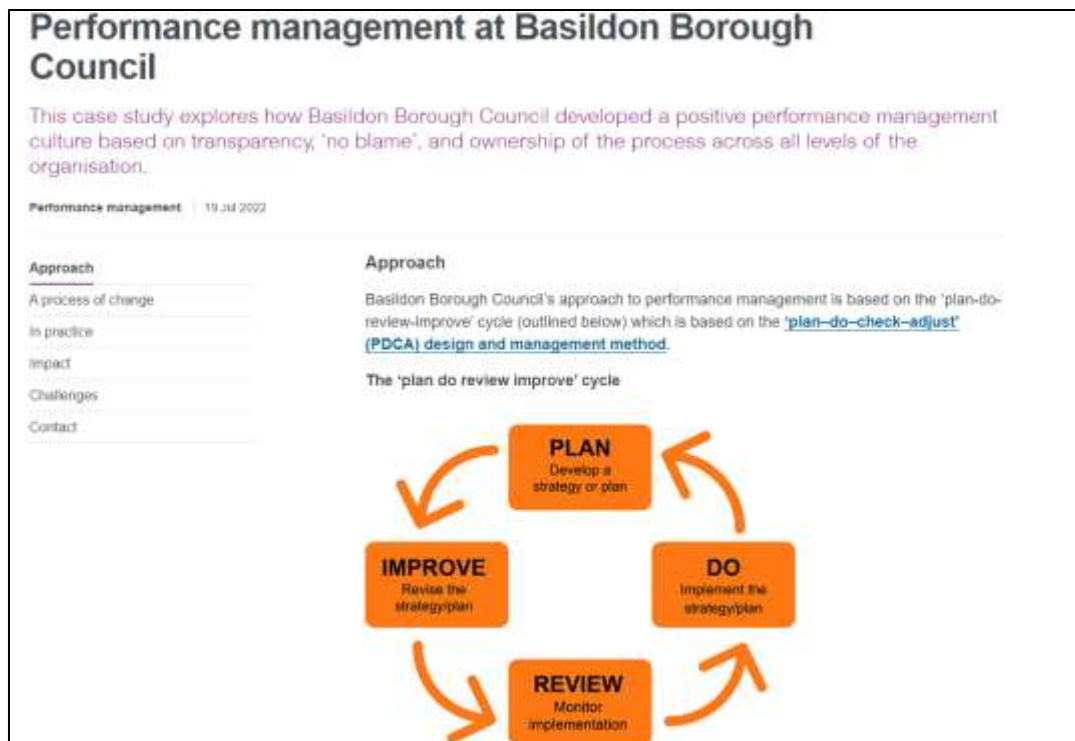 Performance management at Basildon Borough
Council
This case study explores how Basildon Borough Council developed a positive performance management
culture based on transparency, 'no blame', and ownership of the process across all levels of the
organisation.
Performance management | 19 Jul 2022
Approach
A process of change
In practice
Impact
Challenges
Contact
Approach
Basildon Borough Council's approach to performance management is based on the 'plan-do-
review-improve' cycle (outlined below) which is based on the 'plan–do–check–adjust'
(PDCA) design and management method.
The 'plan do review improve' cycle
PLAN
Develop a
strategy or plan
IMPROVE
Revise the
strategy/plan
DO
Implement the
strategy/plan
REVIEW
Monitor
implementation